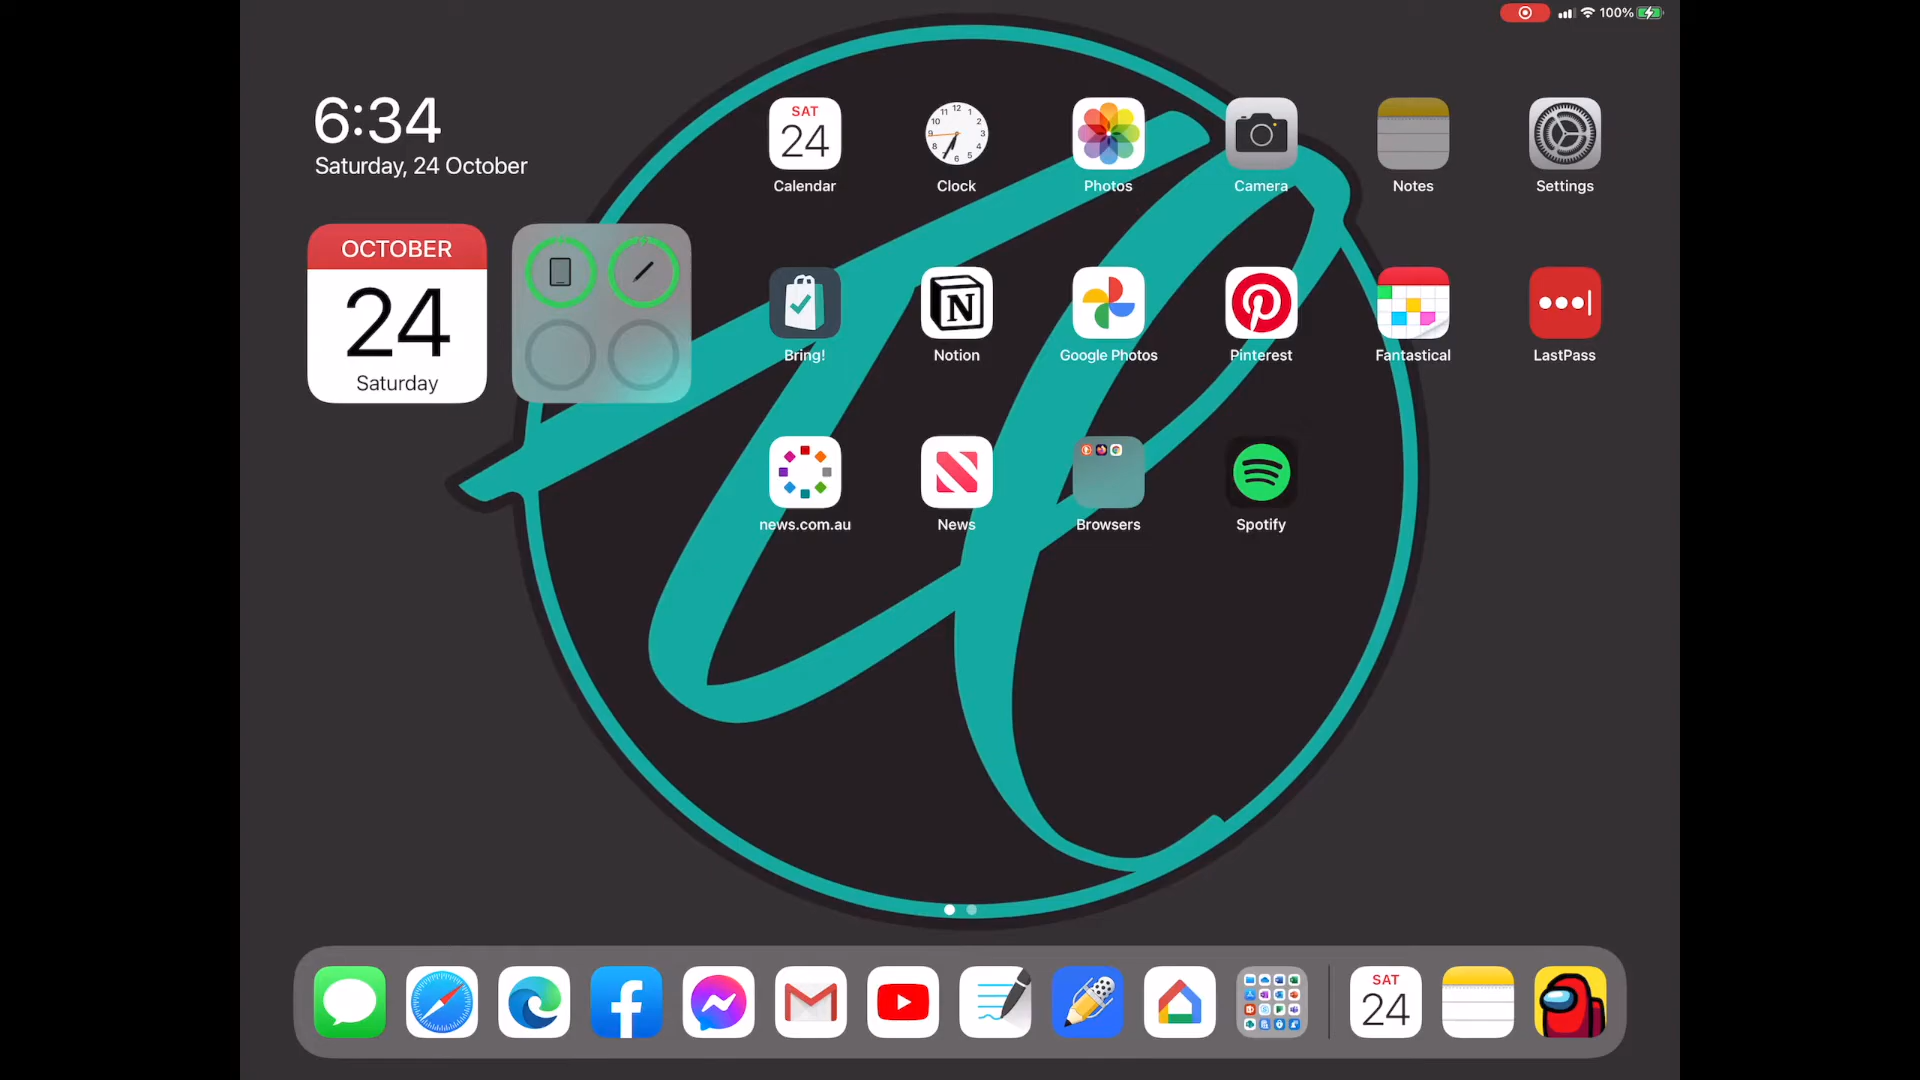 100%
6:34
Saturday, 24 October
OCTOBER
24
Saturday
SAT
24
Calendar
Clock
Photos
Camera
Notes
Settings
Bring!
N
Notion
Google Photos
Pinterest
Fantastical
LastPass
news.com.au
News
Browsers
Spotify
SAT
24